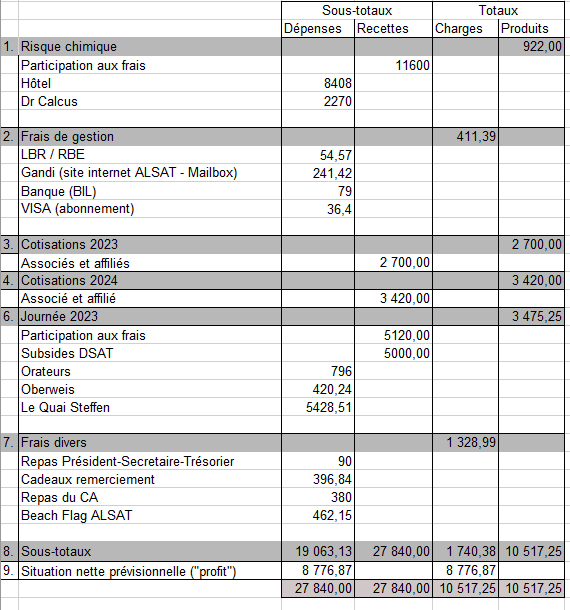 Sous-totaux Totaux
Dépenses Recettes Charges Produits
1. Risque chimique 922,00
Participation aux frais 11600
Hôtel 8408
Dr Calcus 2270
2. Frais de gestion 411,39
LBR / RBE 54,57
Gandi (site internet ALSAT - Mailbox) 241,42
Banque (BIL) 79
VISA (abonnement) 36,4
3. Cotisations 2023 2 700,00
Associés et affiliés 2 700,00
4. Cotisations 2024 3 420,00
Associé et affilié 3 420,00
6. Journée 2023 3 475,25
Participation aux frais 5120,00
Subsides DSAT 5000,00
Orateurs 796
Oberweis 420,24
Le Quai Steffen 5428,51
7. Frais divers 1 328,99
Repas Président-Secretaire-Trésorier 90
Cadeaux remerciement 396,84
Repas du CA 380
Beach Flag ALSAT 462,15
8. Sous-totaux 19 063,13 27 840,00 1 740,38 10 517,25
9. Situation nette prévisionnelle ("profit") 8 776,87 8 776,87
27 840,00 27 840,00 10 517,25 10 517,25